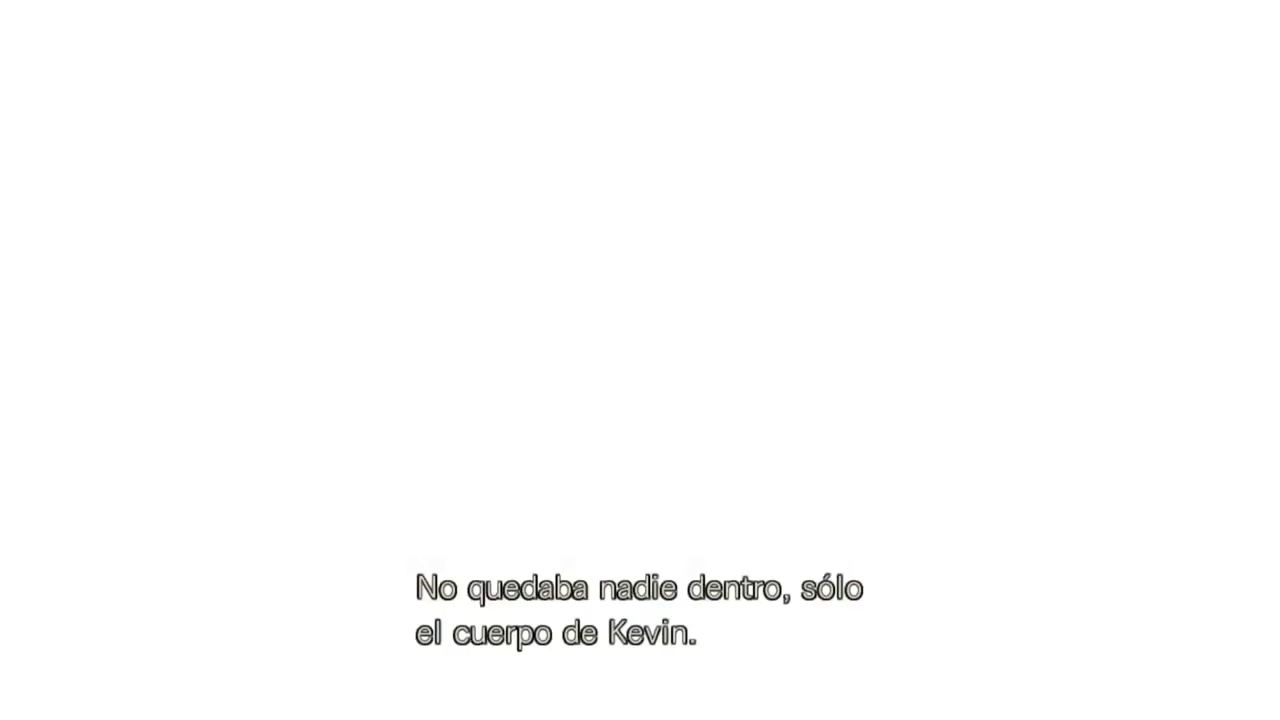 No quedaba nadie dentro, sólo
el cuerpo de Kevin.